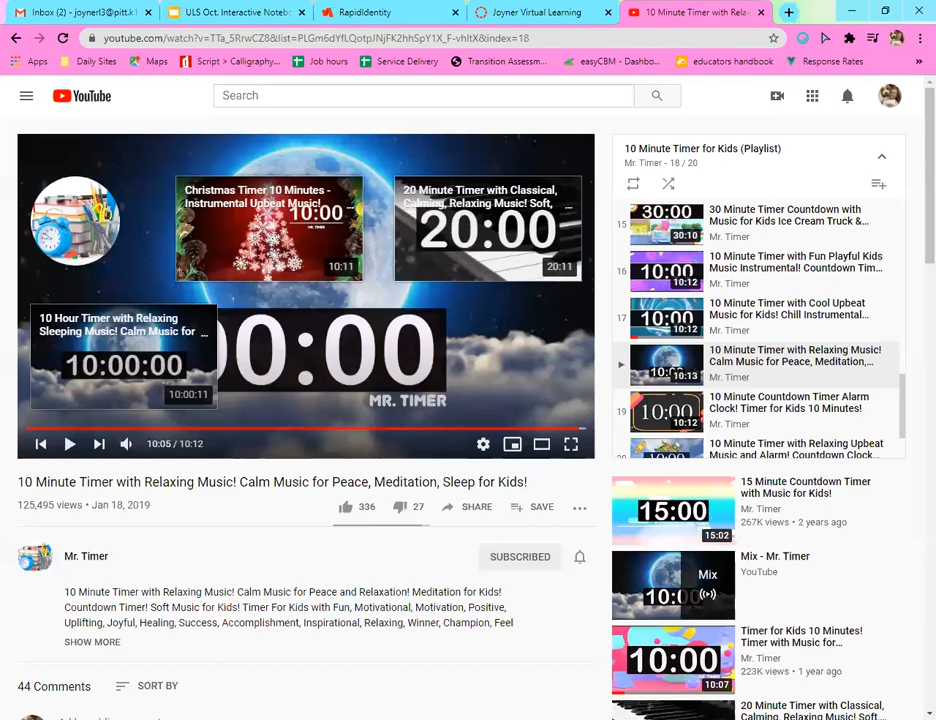 Inbox (2) - joynerl3@pitt.k1
ULS Oct. Interactive Noteb
RapidIdentity
Joyner Virtual Learning
10 Minute Timer with Rela
youtube.com/watch?v=TTa_5RrwCZ8&list=PLGm6dYfLQotpJNjFK2hhSpY1X_F-vhItX&index=18
Apps
Daily Sites
Maps
Script > Calligraphy...
Job hours
Service Delivery
Transition Assessm...
easyCBM - Dashbo...
educators handbook
Response Rates
YouTube
Search
Christmas Timer 10 Minutes -
Instrumental Upbeat Music!
10:00
10:11
20 Minute Timer with Classical,
Calming, Relaxing Music! Soft, ...
20:00
20:11
10 Hour Timer with Relaxing
Sleeping Music! Calm Music for ...
10:00:00
10:00:11
00:00
MR. TIMER
10:05 / 10:12
10 Minute Timer for Kids (Playlist)
Mr. Timer - 18 / 20
15
30:00
30:10
30 Minute Timer Countdown with
Music for Kids Ice Cream Truck &...
Mr. Timer
16
10:00
10:12
10 Minute Timer with Fun Playful Kids
Music Instrumental! Countdown Tim...
Mr. Timer
17
10:00
10:12
10 Minute Timer with Cool Upbeat
Music for Kids! Chill Instrumental...
Mr. Timer
10:13
10 Minute Timer with Relaxing Music!
Calm Music for Peace, Meditation,...
Mr. Timer
19
10:00
10:12
10 Minute Countdown Timer Alarm
Clock! Timer for Kids 10 Minutes!
Mr. Timer
10 Minute Timer with Relaxing Upbeat
Music and Alarm! Countdown Clock...
10 Minute Timer with Relaxing Music! Calm Music for Peace, Meditation, Sleep for Kids!
125,495 views • Jan 18, 2019
336
27
SHARE
SAVE
Mr. Timer
SUBSCRIBED
10 Minute Timer with Relaxing Music! Calm Music for Peace and Relaxation! Meditation for Kids!
Countdown Timer! Soft Music for Kids! Timer For Kids with Fun, Motivational, Motivation, Positive,
Uplifting, Joyful, Healing, Success, Accomplishment, Inspirational, Relaxing, Winner, Champion, Feel
SHOW MORE
44 Comments
SORT BY
15:00
15:02
15 Minute Countdown Timer
with Music for Kids!
Mr. Timer
267K views • 2 years ago
10:00
Mix
Mix - Mr. Timer
YouTube
10:00
10:07
Timer for Kids 10 Minutes!
Timer with Music for...
Mr. Timer
223K views • 1 year ago
20 Minute Timer with Classical,
Calming, Relaxing Music! Soft...